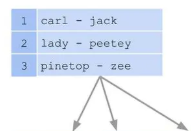 1 carl - jack
2 lady - peetey
3 pinetop - zee